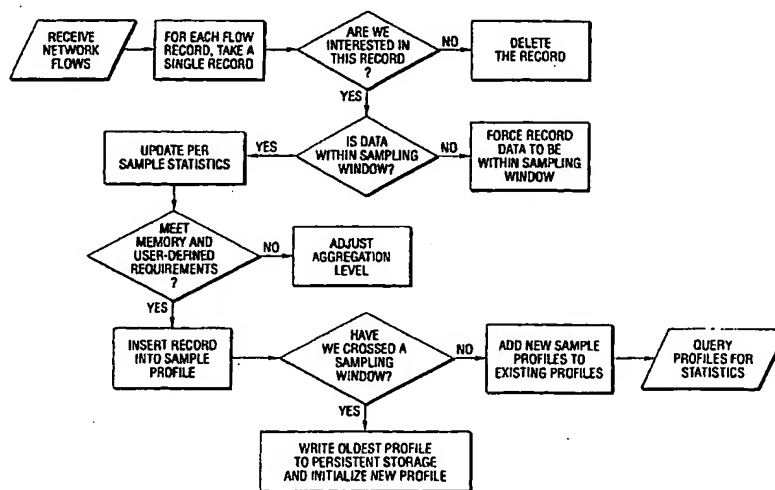 RECEIVE
NETWORK
FLOWS
FOR EACH FLOW
RECORD, TAKE A
SINGLE RECORD
ARE WE
INTERESTED IN
THIS RECORD
?
NO
DELETE
THE RECORD
YES
IS DATA
WITHIN SAMPLING
WINDOW?
YES
UPDATE PER
SAMPLE STATISTICS
NO
FORCE RECORD
DATA TO BE
WITHIN SAMPLING
WINDOW
MEET
MEMORY AND
USER-DEFINED
REQUIREMENTS
?
NO
ADJUST
AGGREGATION
LEVEL
YES
INSERT RECORD
INTO SAMPLE
PROFILE
HAVE
WE CROSSED A
SAMPLING
WINDOW?
NO
ADD NEW SAMPLE
PROFILES TO
EXISTING PROFILES
QUERY
PROFILES FOR
STATISTICS
YES
WRITE OLDEST PROFILE
TO PERSISTENT STORAGE
AND INITIALIZE NEW PROFILE